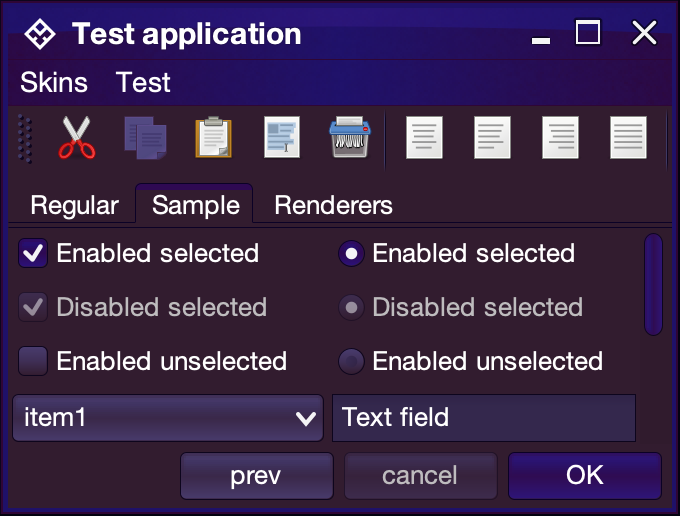 Test application
Skins Test
Regular Sample Renderers
Enabled selected Enabled selected
Disabled selected Disabled selected
Enabled unselected Enabled unselected
item1 Text field
prev cancel OK